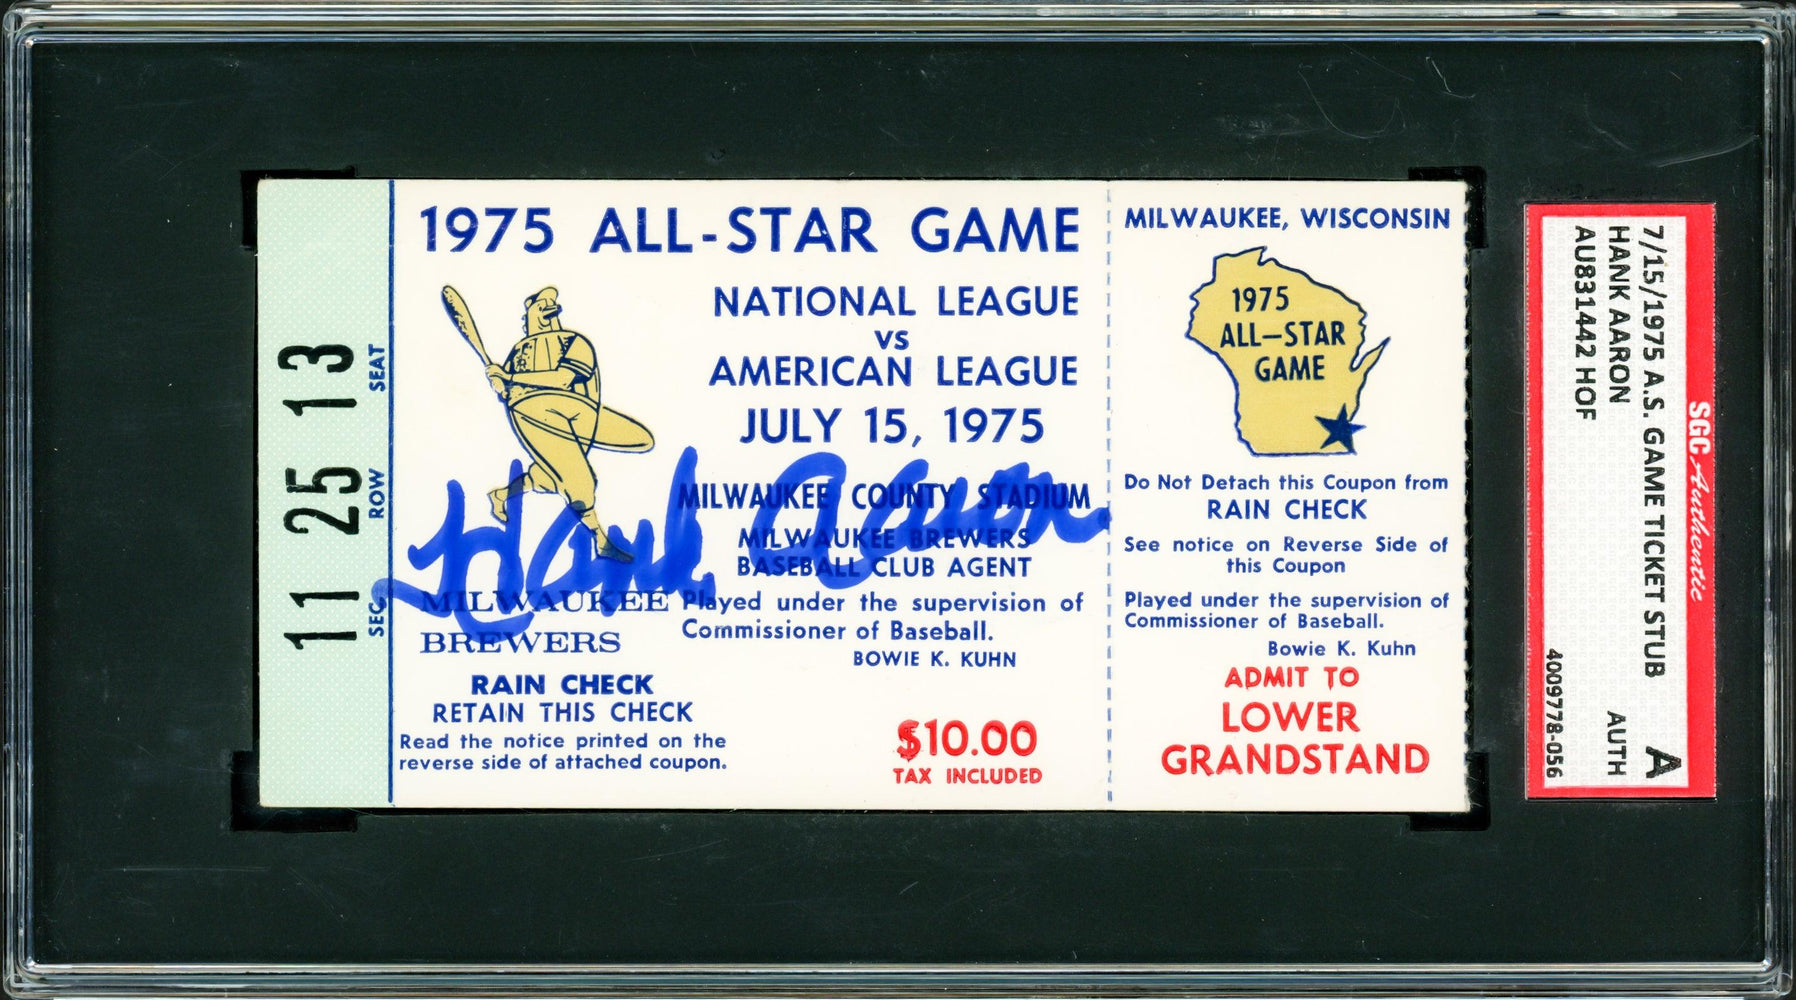 11 25 13
SEC. ROW SEAT
1975 ALL-STAR GAME
NATIONAL LEAGUE
VS
AMERICAN LEAGUE
JULY 15, 1975
MILWAUKEE COUNTY STADIUM
MILWAUKEE BREWERS
BASEBALL CLUB AGENT
Hank Aaron
MILWAUKEE
BREWERS
Played under the supervision of
Commissioner of Baseball.
BOWIE K. KUHN
RAIN CHECK
RETAIN THIS CHECK
Read the notice printed on the
reverse side of attached coupon.
$10.00
TAX INCLUDED
MILWAUKEE, WISCONSIN
1975
ALL-STAR
GAME
Do Not Detach this Coupon from
RAIN CHECK
See notice on Reverse Side of
this Coupon
Played under the supervision of
Commissioner of Baseball.
Bowie K. Kuhn
ADMIT TO
LOWER
GRANDSTAND
SGC Authentic
7/15/1975 A.S. GAME TICKET STUB A
HANK AARON AUTH
AU831442 HOF
4009778-056